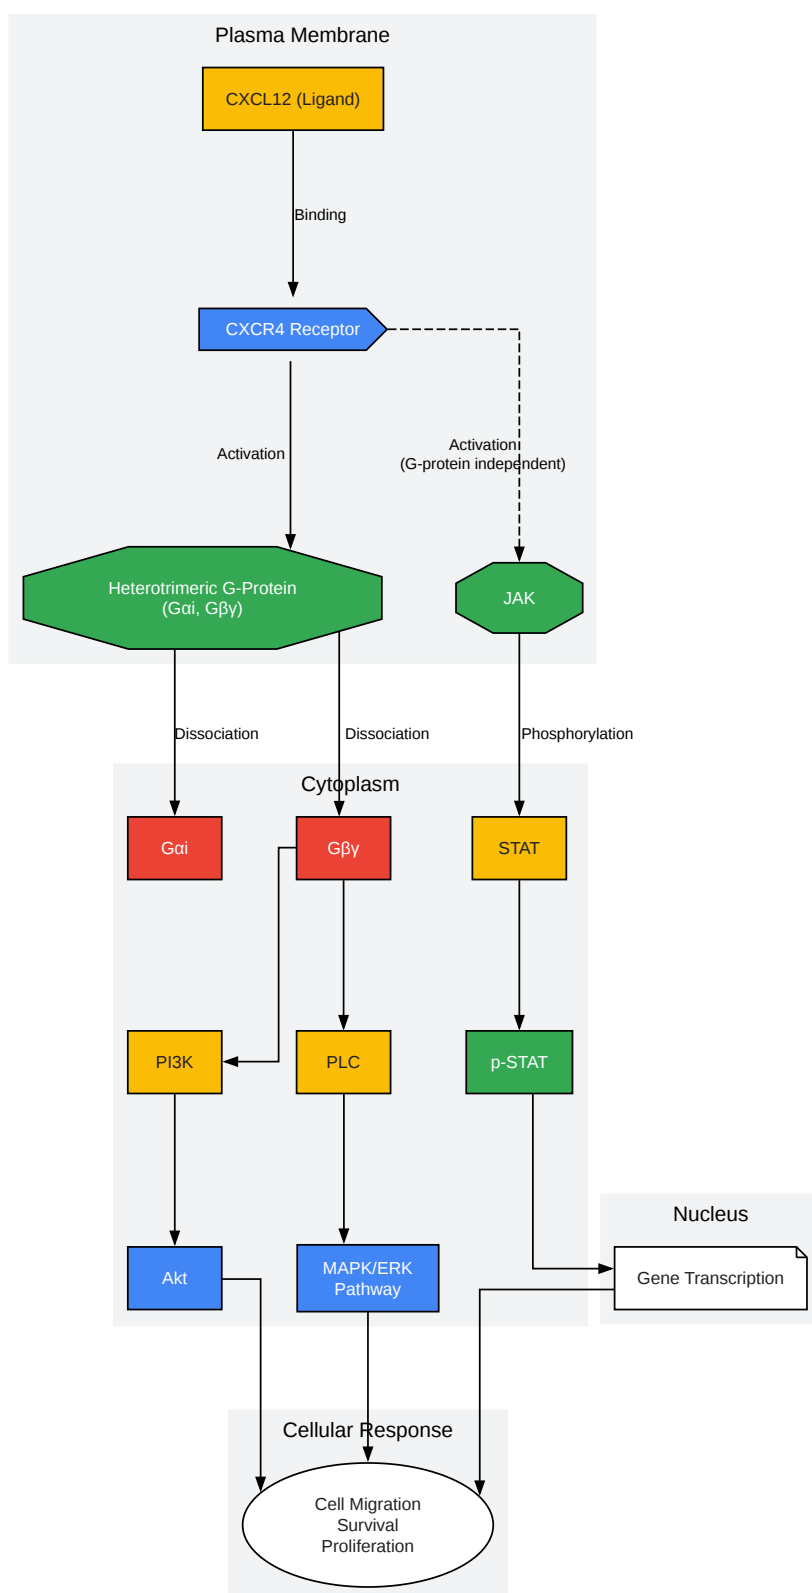 Plasma Membrane
CXCL12 (Ligand)
Binding
CXCR4 Receptor
Activation
Activation
(G-protein independent)
Heterotrimeric G-Protein
(Gαi, Gβγ)
JAK
Dissociation
Dissociation
Phosphorylation
Cytoplasm
Gαi
Gβγ
STAT
PI3K
PLC
p-STAT
Nucleus
Akt
MAPK/ERK
Pathway
Gene Transcription
Cellular Response
Cell Migration
Survival
Proliferation